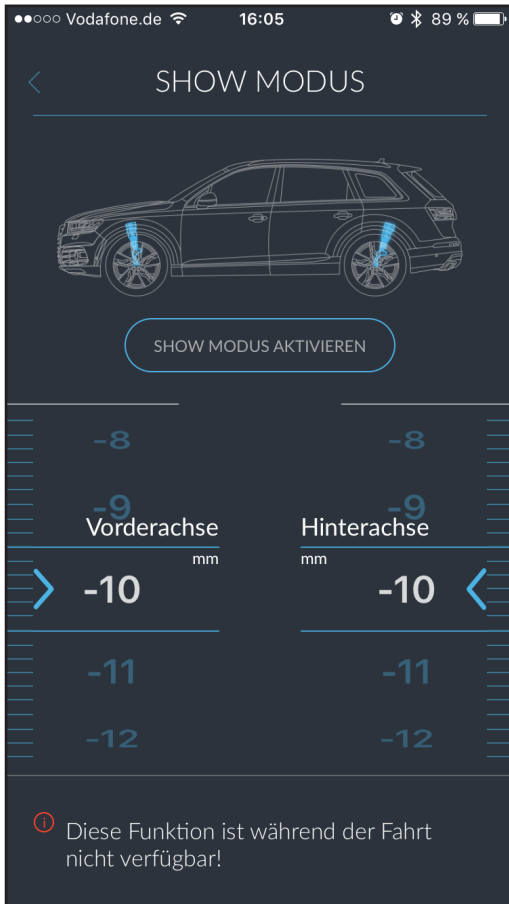 Vodafone.de 16:05 89 %
SHOW MODUS
SHOW MODUS AKTIVIEREN
-8 -8
-9 -9
Vorderachse Hinterachse
mm mm
-10 -10
-11 -11
-12 -12
Diese Funktion ist während der Fahrt
nicht verfügbar!